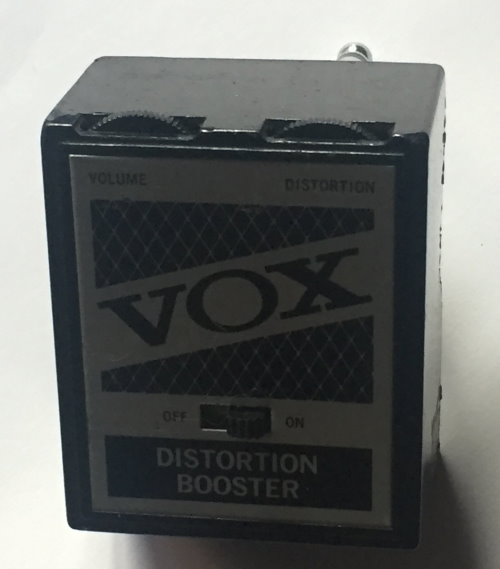 VOLUME DISTORTION
VOX
OFF ON
DISTORTION
BOOSTER